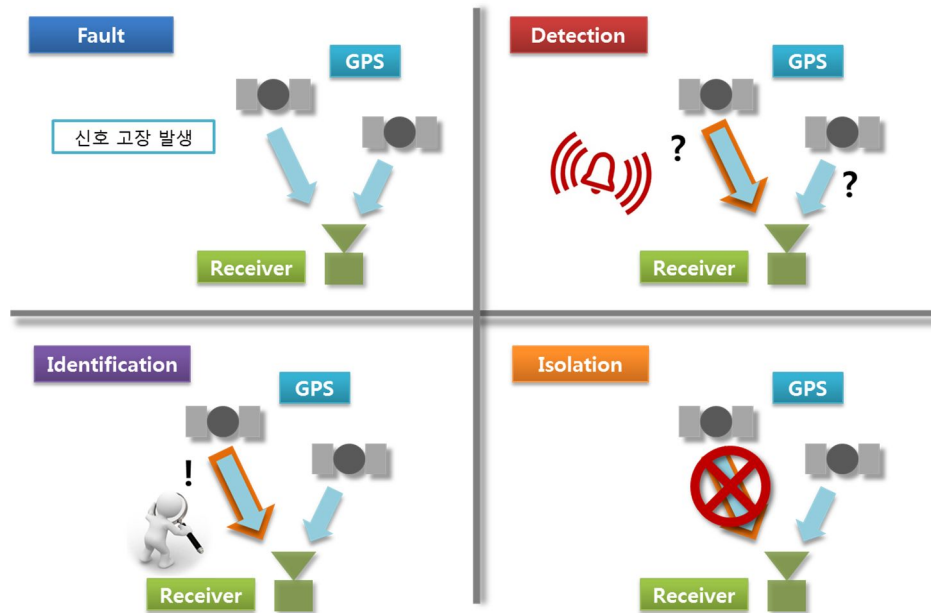 Fault
GPS
신호 고장 발생
Receiver
Detection
GPS
?
?
Receiver
Identification
GPS
!
Receiver
Isolation
GPS
Receiver